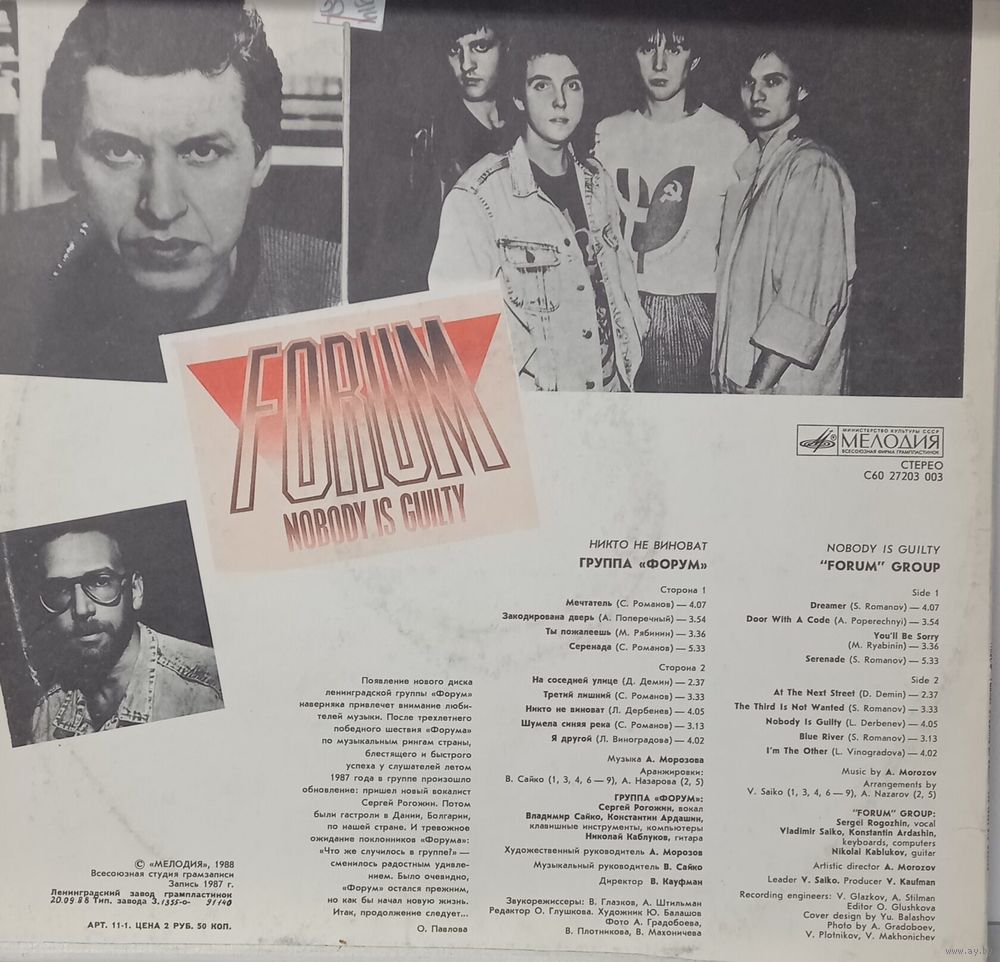 FORUM
NOBODY IS GUILTY
МИНИСТЕРСТВО КУЛЬТУРЫ СССР
МЕЛОДИЯ
ВСЕСОЮЗНАЯ ФИРМА ГРАМПЛАСТИНОК
СТЕРЕО
С60 27203 003
НИКТО НЕ ВИНОВАТ
ГРУППА «ФОРУМ»
Сторона 1
Мечтатель (С. Романов) — 4.07
Закодирована дверь (А. Поперечный) — 3.54
Ты пожалеешь (М. Рябинин) — 3.36
Серенада (С. Романов) — 5.33
Сторона 2
На соседней улице (Д. Демин) — 2.37
Третий лишний (С. Романов) — 3.33
Никто не виноват (Л. Дербенев) — 4.05
Шумела синяя река (С. Романов) — 3.13
Я другой (Л. Виноградова) — 4.02
Музыка А. Морозова
Аранжировки:
В. Сайко (1, 3, 4, 6 — 9), А. Назарова (2, 5)
ГРУППА «ФОРУМ»:
Сергей Рогожин, вокал
Владимир Сайко, Константин Ардашин,
клавишные инструменты, компьютеры
Николай Каблуков, гитара
Художественный руководитель А. Морозов
Музыкальный руководитель В. Сайко
Директор В. Кауфман
Звукорежиссеры: В. Глазков, А. Штильман
Редактор О. Глушкова. Художник Ю. Балашов
Фото А. Градобоева,
В. Плотникова, В. Махоничева
NOBODY IS GUILTY
"FORUM" GROUP
Side 1
Dreamer (S. Romanov) — 4.07
Door With A Code (A. Poperechnyi) — 3.54
You'll Be Sorry
(M. Ryabinin) — 3.36
Serenade (S. Romanov) — 5.33
Side 2
At The Next Street (D. Demin) — 2.37
The Third Is Not Wanted (S. Romanov) — 3.33
Nobody Is Guilty (L. Derbenev) — 4.05
Blue River (S. Romanov) — 3.13
I'm The Other (L. Vinogradova) — 4.02
Music by A. Morozov
Arrangements by
V. Saiko (1, 3, 4, 6 — 9), A. Nazarov (2, 5)
"FORUM" GROUP:
Sergei Rogozhin, vocal
Vladimir Saiko, Konstantin Ardashin,
keyboards, computers
Nikolai Kablukov, guitar
Artistic director A. Morozov
Leader V. Saiko. Producer V. Kaufman
Recording engineers: V. Glazkov, A. Stilman
Editor O. Glushkova
Cover design by Yu. Balashov
Photo by A. Gradoboev,
V. Plotnikov, V. Makhonichev
Появление нового диска
ленинградской группы «Форум»
наверняка привлечет внимание люби-
телей музыки. После трехлетнего
победного шествия «Форума»
по музыкальным рингам страны,
блестящего и быстрого
успеха у слушателей летом
1987 года в группе произошло
обновление: пришел новый вокалист
Сергей Рогожин. Потом
были гастроли в Дании, Болгарии,
по нашей стране. И тревожное
ожидание поклонников «Форума»:
«Что же случилось в группе?» —
сменилось радостным удивле-
нием. Было очевидно,
«Форум» остался прежним,
но как бы начал новую жизнь.
Итак, продолжение следует...
О. Павлова
© «МЕЛОДИЯ», 1988
Всесоюзная студия грамзаписи
Запись 1987 г.
Ленинградский завод грампластинок
20.09.88 Тип. завода З. 1355-0- 91140
АРТ. 11-1. ЦЕНА 2 РУБ. 50 КОП.